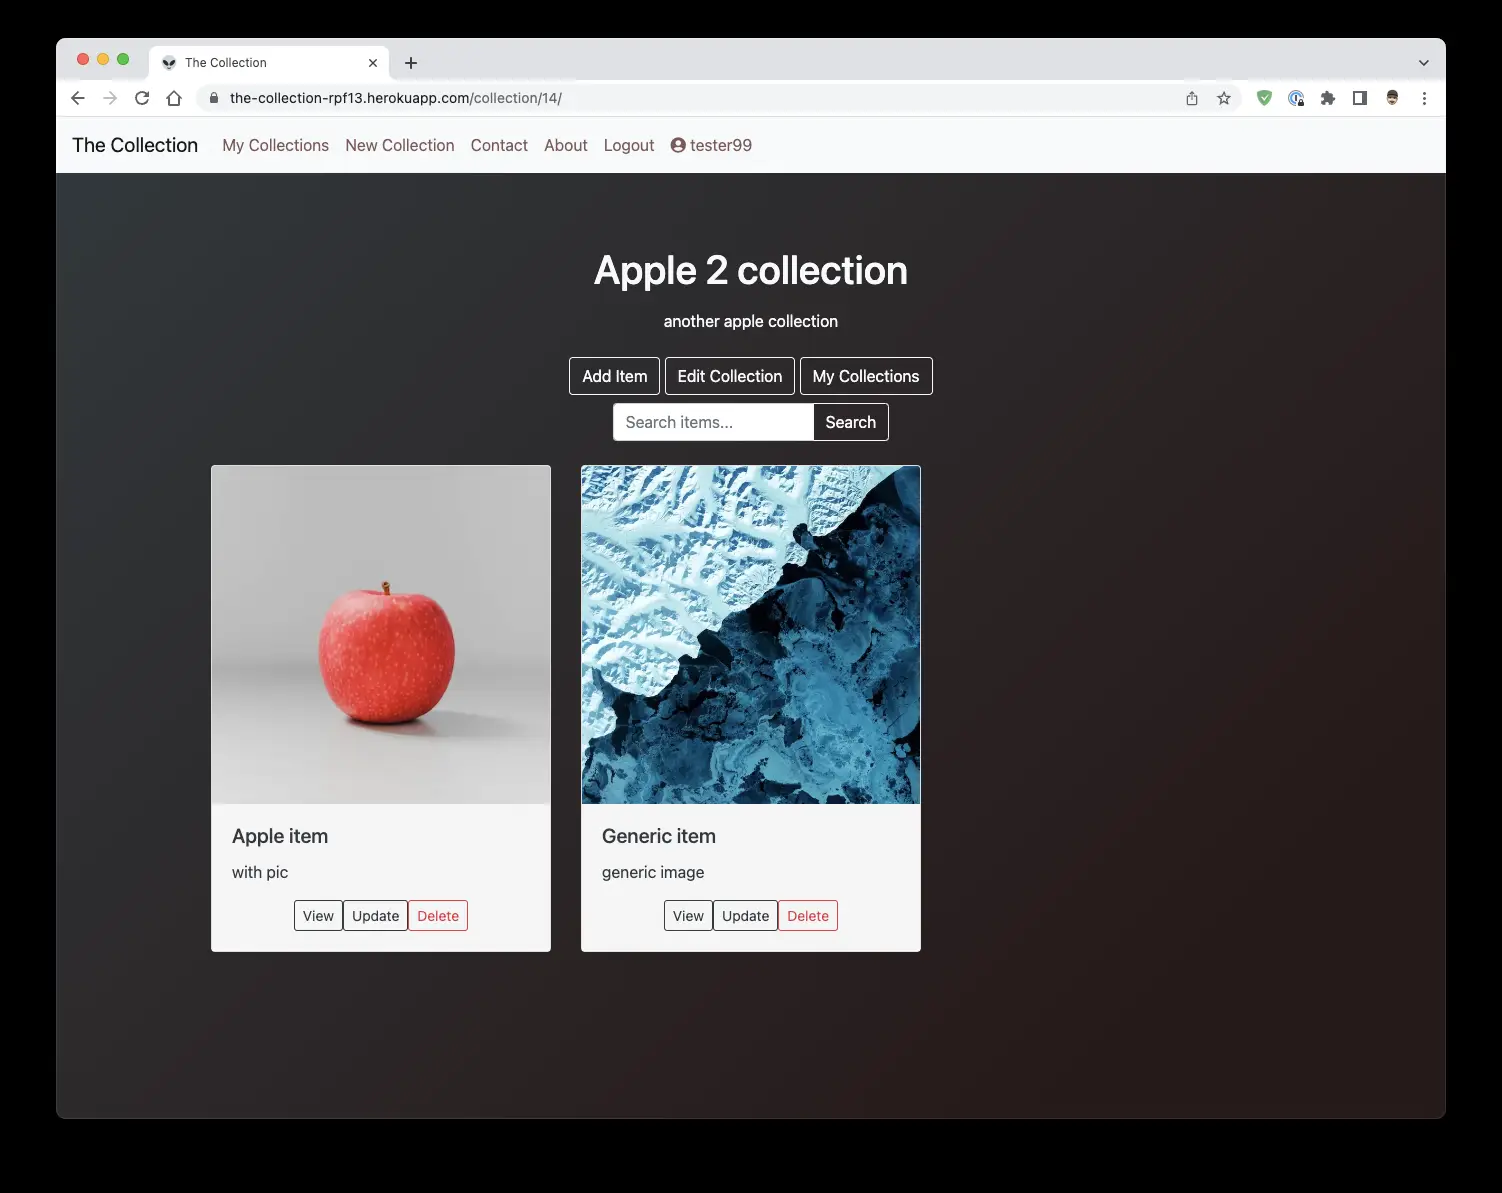 The Collection
the-collection-rpf13.herokuapp.com/collection/14/
The Collection My Collections New Collection Contact About Logout tester99
Apple 2 collection
another apple collection
Add Item Edit Collection My Collections
Search items... Search
Apple item
with pic
View Update Delete
Generic item
generic image
View Update Delete